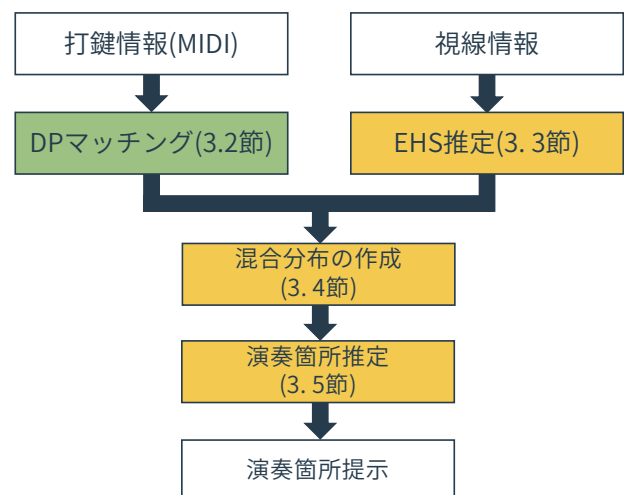 打鍵情報(MIDI)
視線情報
DPマッチング(3.2節)
EHS推定(3. 3節)
混合分布の作成
(3. 4節)
演奏箇所推定
(3. 5節)
演奏箇所提示